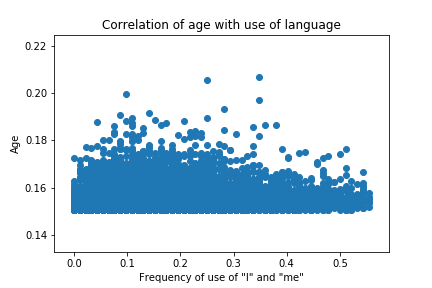 Correlation of age with use of language
0.22
0.20
0.18
0.16
0.14
Age
0.0 0.1 0.2 0.3 0.4 0.5
Frequency of use of "I" and "me"